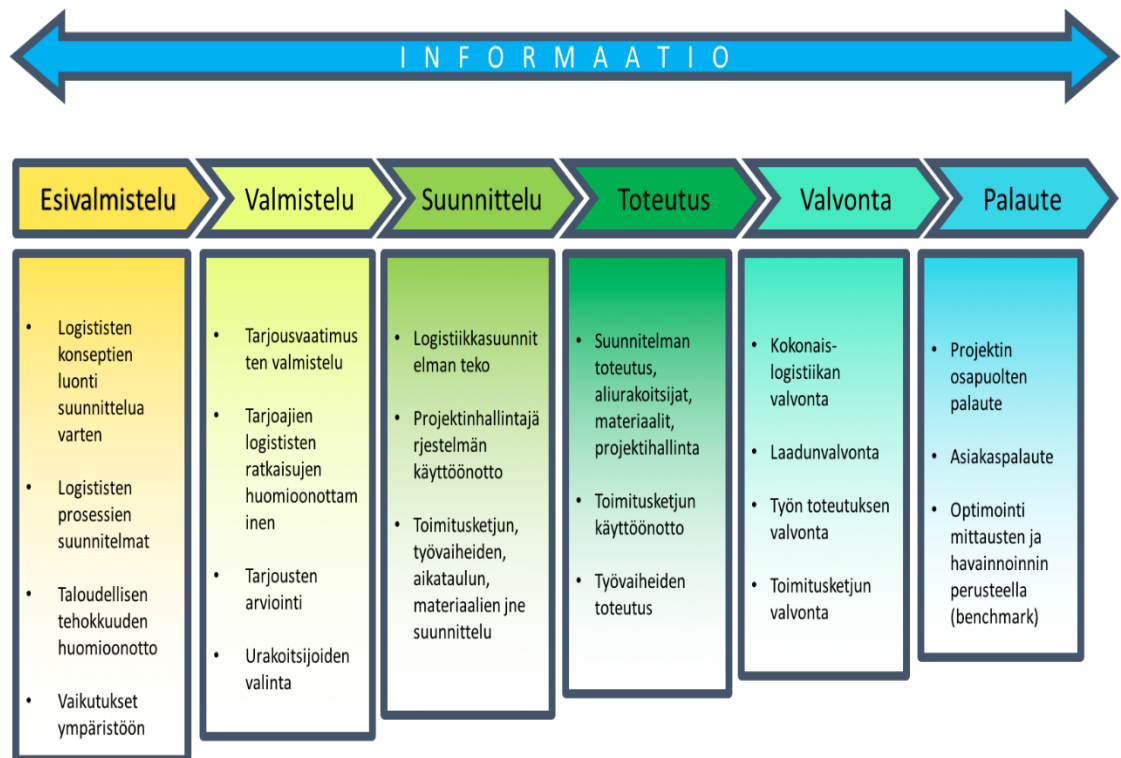 INFORMAATIO
Esivalmistelu
Valmistelu
Suunnittelu
Toteutus
Valvonta
Palaute
• Logististen
konseptien
luonti
suunnittelua
varten
• Logististen
prosessien
suunnitelmat
• Taloudellisen
tehokkuuden
huomioonotto
• Vaikutukset
ympäristöön
• Tarjousvaatimus
ten valmistelu
• Tarjoajien
logististen
ratkaisujen
huomioonottam
inen
• Tarjousten
arviointi
• Urakoitsijoiden
valinta
• Logistiikkasuunnit
elman teko
• Projektinhallintajä
rjestelmän
käyttöönotto
• Toimitusketjun,
työvaiheiden,
aikataulun,
materiaalien jne
suunnittelu
• Suunnitelman
toteutus,
aliurakoitsijat,
materiaalit,
projektihallinta
• Toimitusketjun
käyttöönotto
• Työvaiheiden
toteutus
• Kokonais-
logistiikan
valvonta
• Laadunvalvonta
• Työn toteutuksen
valvonta
• Toimitusketjun
valvonta
• Projektin
osapuolten
palaute
• Asiakaspalaute
• Optimointi
mittausten ja
havainnoinnin
perusteella
(benchmark)